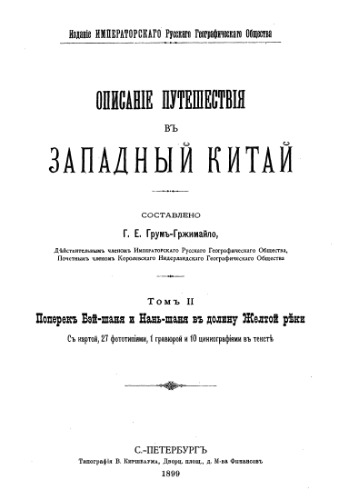 Изданіе ИМПЕРАТОРСКАГО Русскаго Географическаго Общества
ОПИСАНІЕ ПУТЕШЕСТВІЯ
ВЪ
ЗАПАДНЫЙ КИТАЙ
СОСТАВЛЕНО
Г. Е. Грумъ-Гржимайло,
Дѣйствительнымъ членомъ Императорскаго Русскаго Географическаго Общества,
Почетнымъ членомъ Королевскаго Нидерландскаго Географическаго Общества
Томъ II
Поперекъ Бэй-шаня и Нань-шаня въ долину Желтой рѣки
Съ картой, 27 фототипіями, 1 гравюрой и 10 цинкографіями въ текстѣ
С.-ПЕТЕРБУРГЪ
Типографія В. Киршбаума, Дворц. площ., д. М-ва Финансовъ
1899